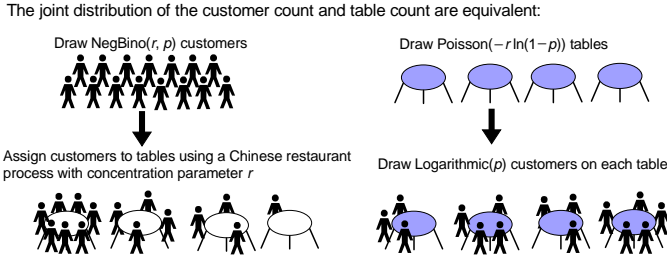 The joint distribution of the customer count and table count are equivalent:
Draw NegBino(r, p) customers
Assign customers to tables using a Chinese restaurant
process with concentration parameter r
Draw Poisson(−r ln(1−p)) tables
Draw Logarithmic(p) customers on each table